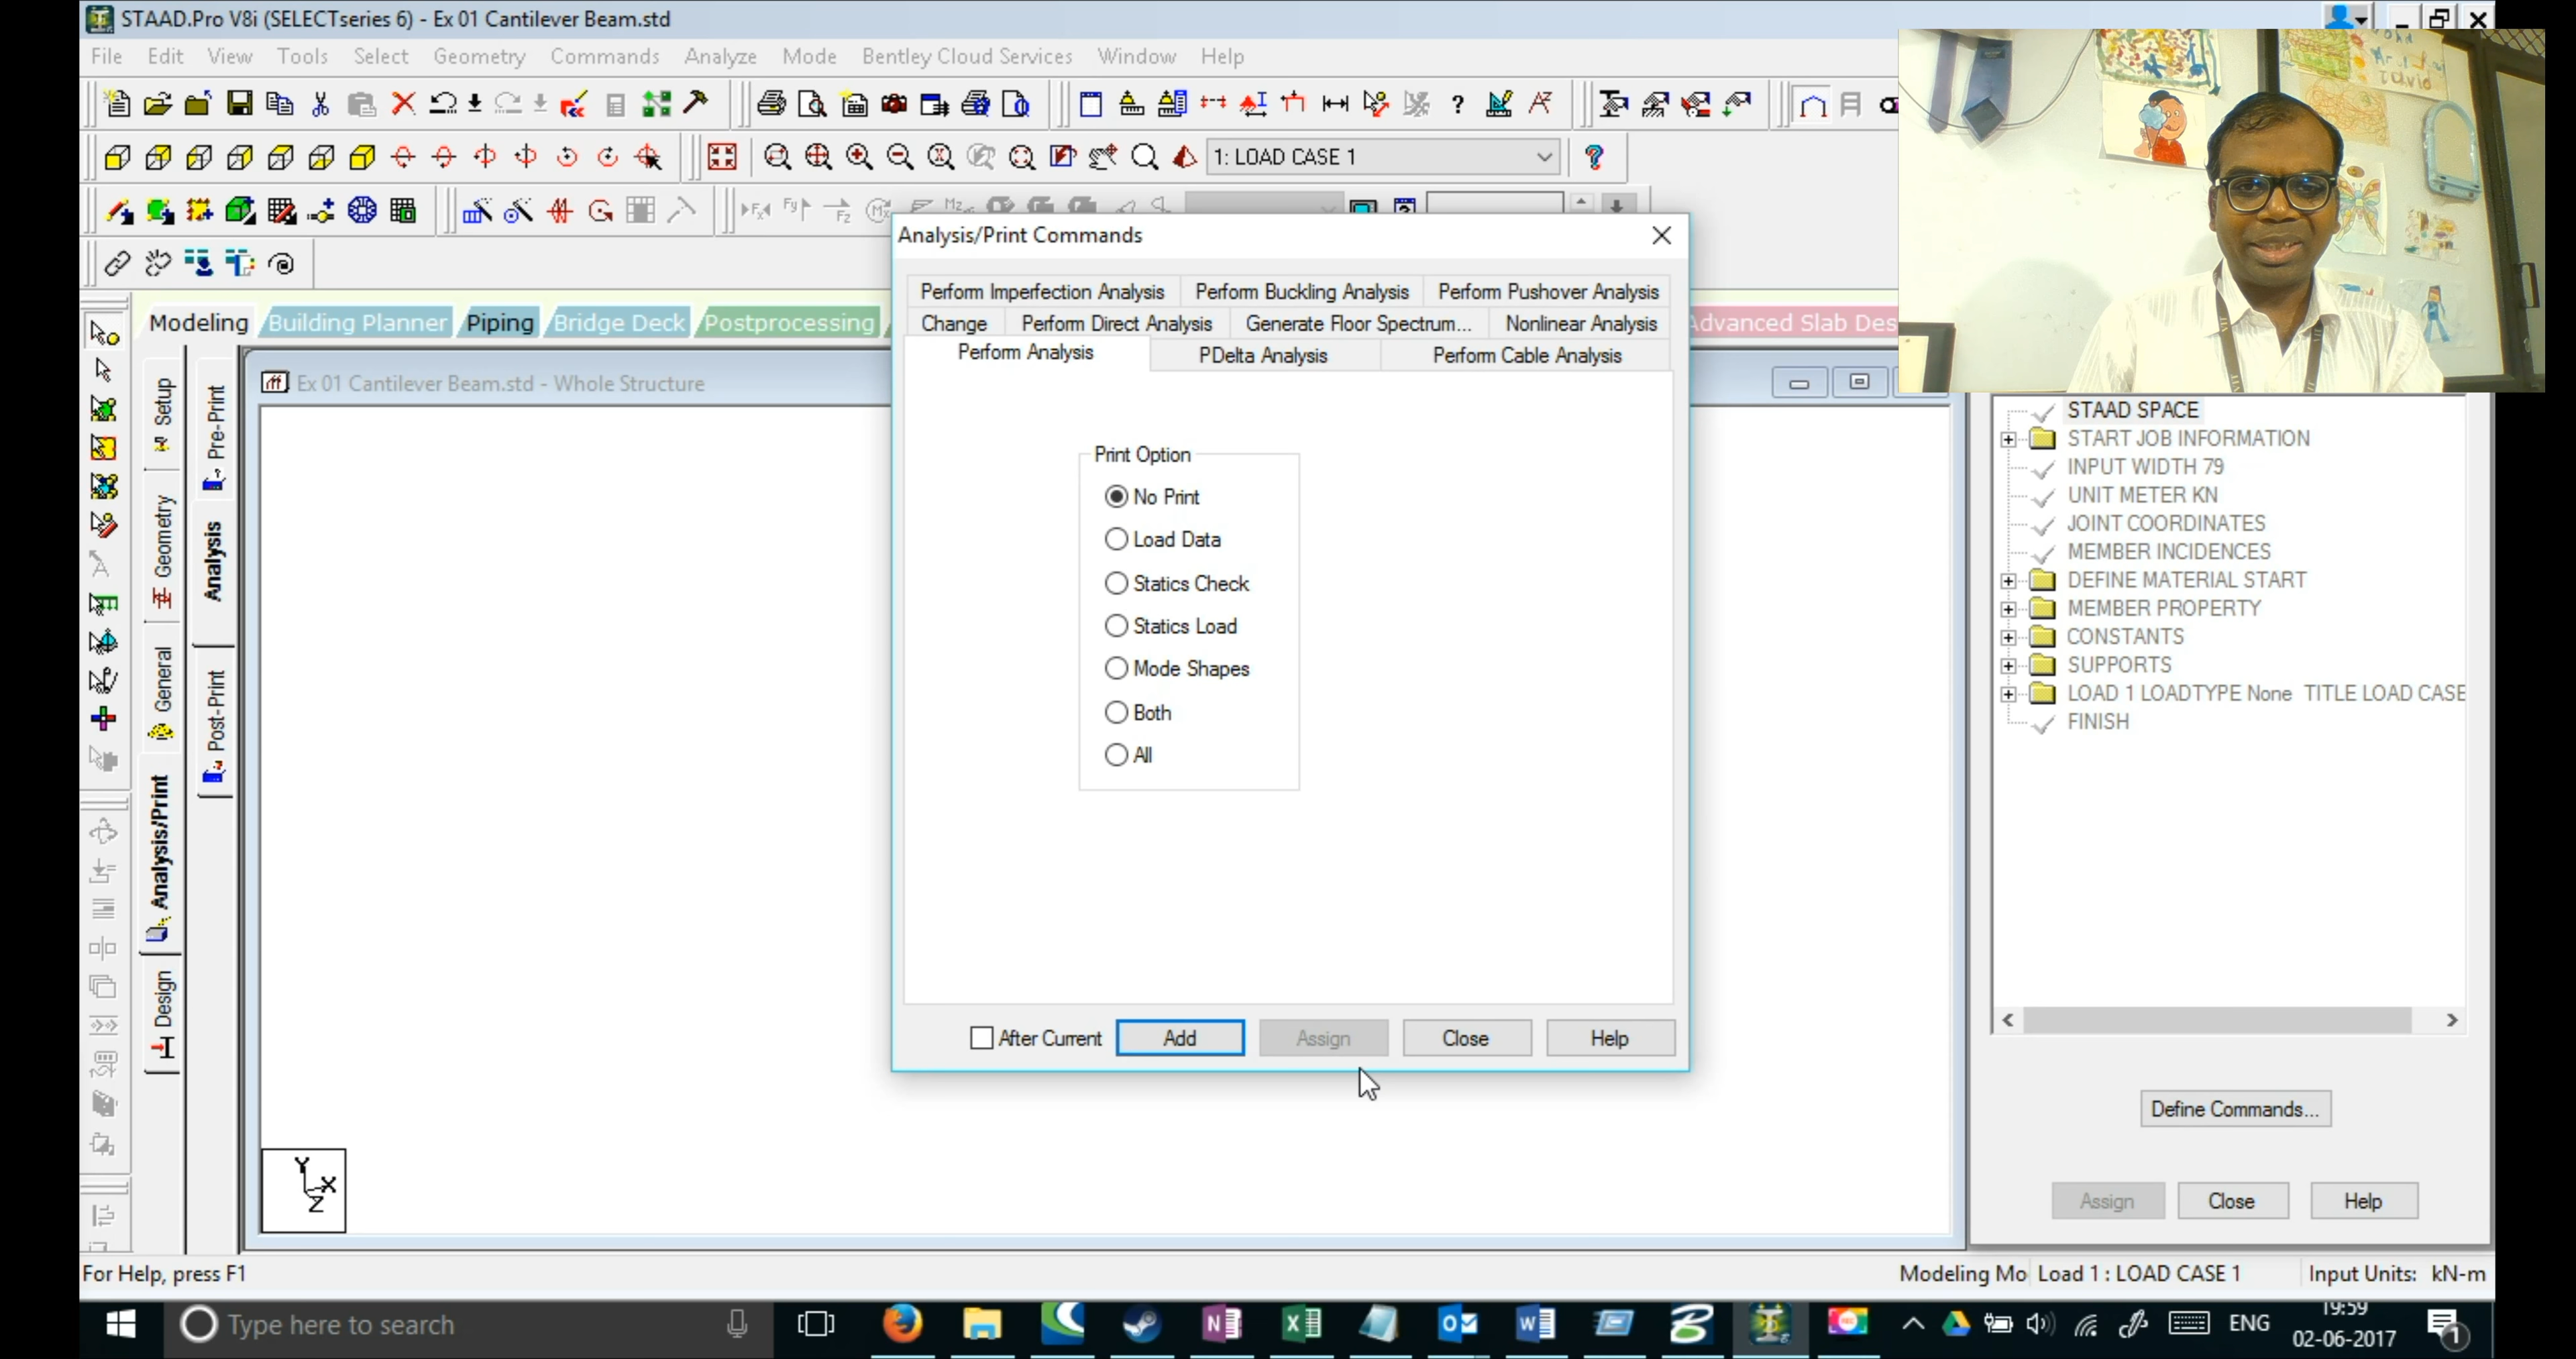 STAAD.Pro V8i (SELECTseries 6) - Ex 01 Cantilever Beam.std
File Edit View Tools Select Geometry Commands Analyze Mode Bentley Cloud Services Window Help
1: LOAD CASE 1
Analysis/Print Commands
Perform Imperfection Analysis Perform Buckling Analysis Perform Pushover Analysis
Change Perform Direct Analysis Generate Floor Spectrum... Nonlinear Analysis
Perform Analysis PDelta Analysis Perform Cable Analysis
Modeling Building Planner Piping Bridge Deck Postprocessing
Advanced Slab Des
Ex 01 Cantilever Beam.std - Whole Structure
Setup
Geometry
General
Analysis/Print
Design
Pre-Print
Analysis
Post-Print
Print Option
No Print
Load Data
Statics Check
Statics Load
Mode Shapes
Both
All
After Current Add Assign Close Help
STAAD SPACE
START JOB INFORMATION
INPUT WIDTH 79
UNIT METER KN
JOINT COORDINATES
MEMBER INCIDENCES
DEFINE MATERIAL START
MEMBER PROPERTY
CONSTANTS
SUPPORTS
LOAD 1 LOADTYPE None TITLE LOAD CASE
FINISH
Define Commands...
Assign Close Help
Y
X
Z
For Help, press F1
Modeling Mo Load 1 : LOAD CASE 1 Input Units: kN-m
Type here to search
ENG
19:59
02-06-2017
1